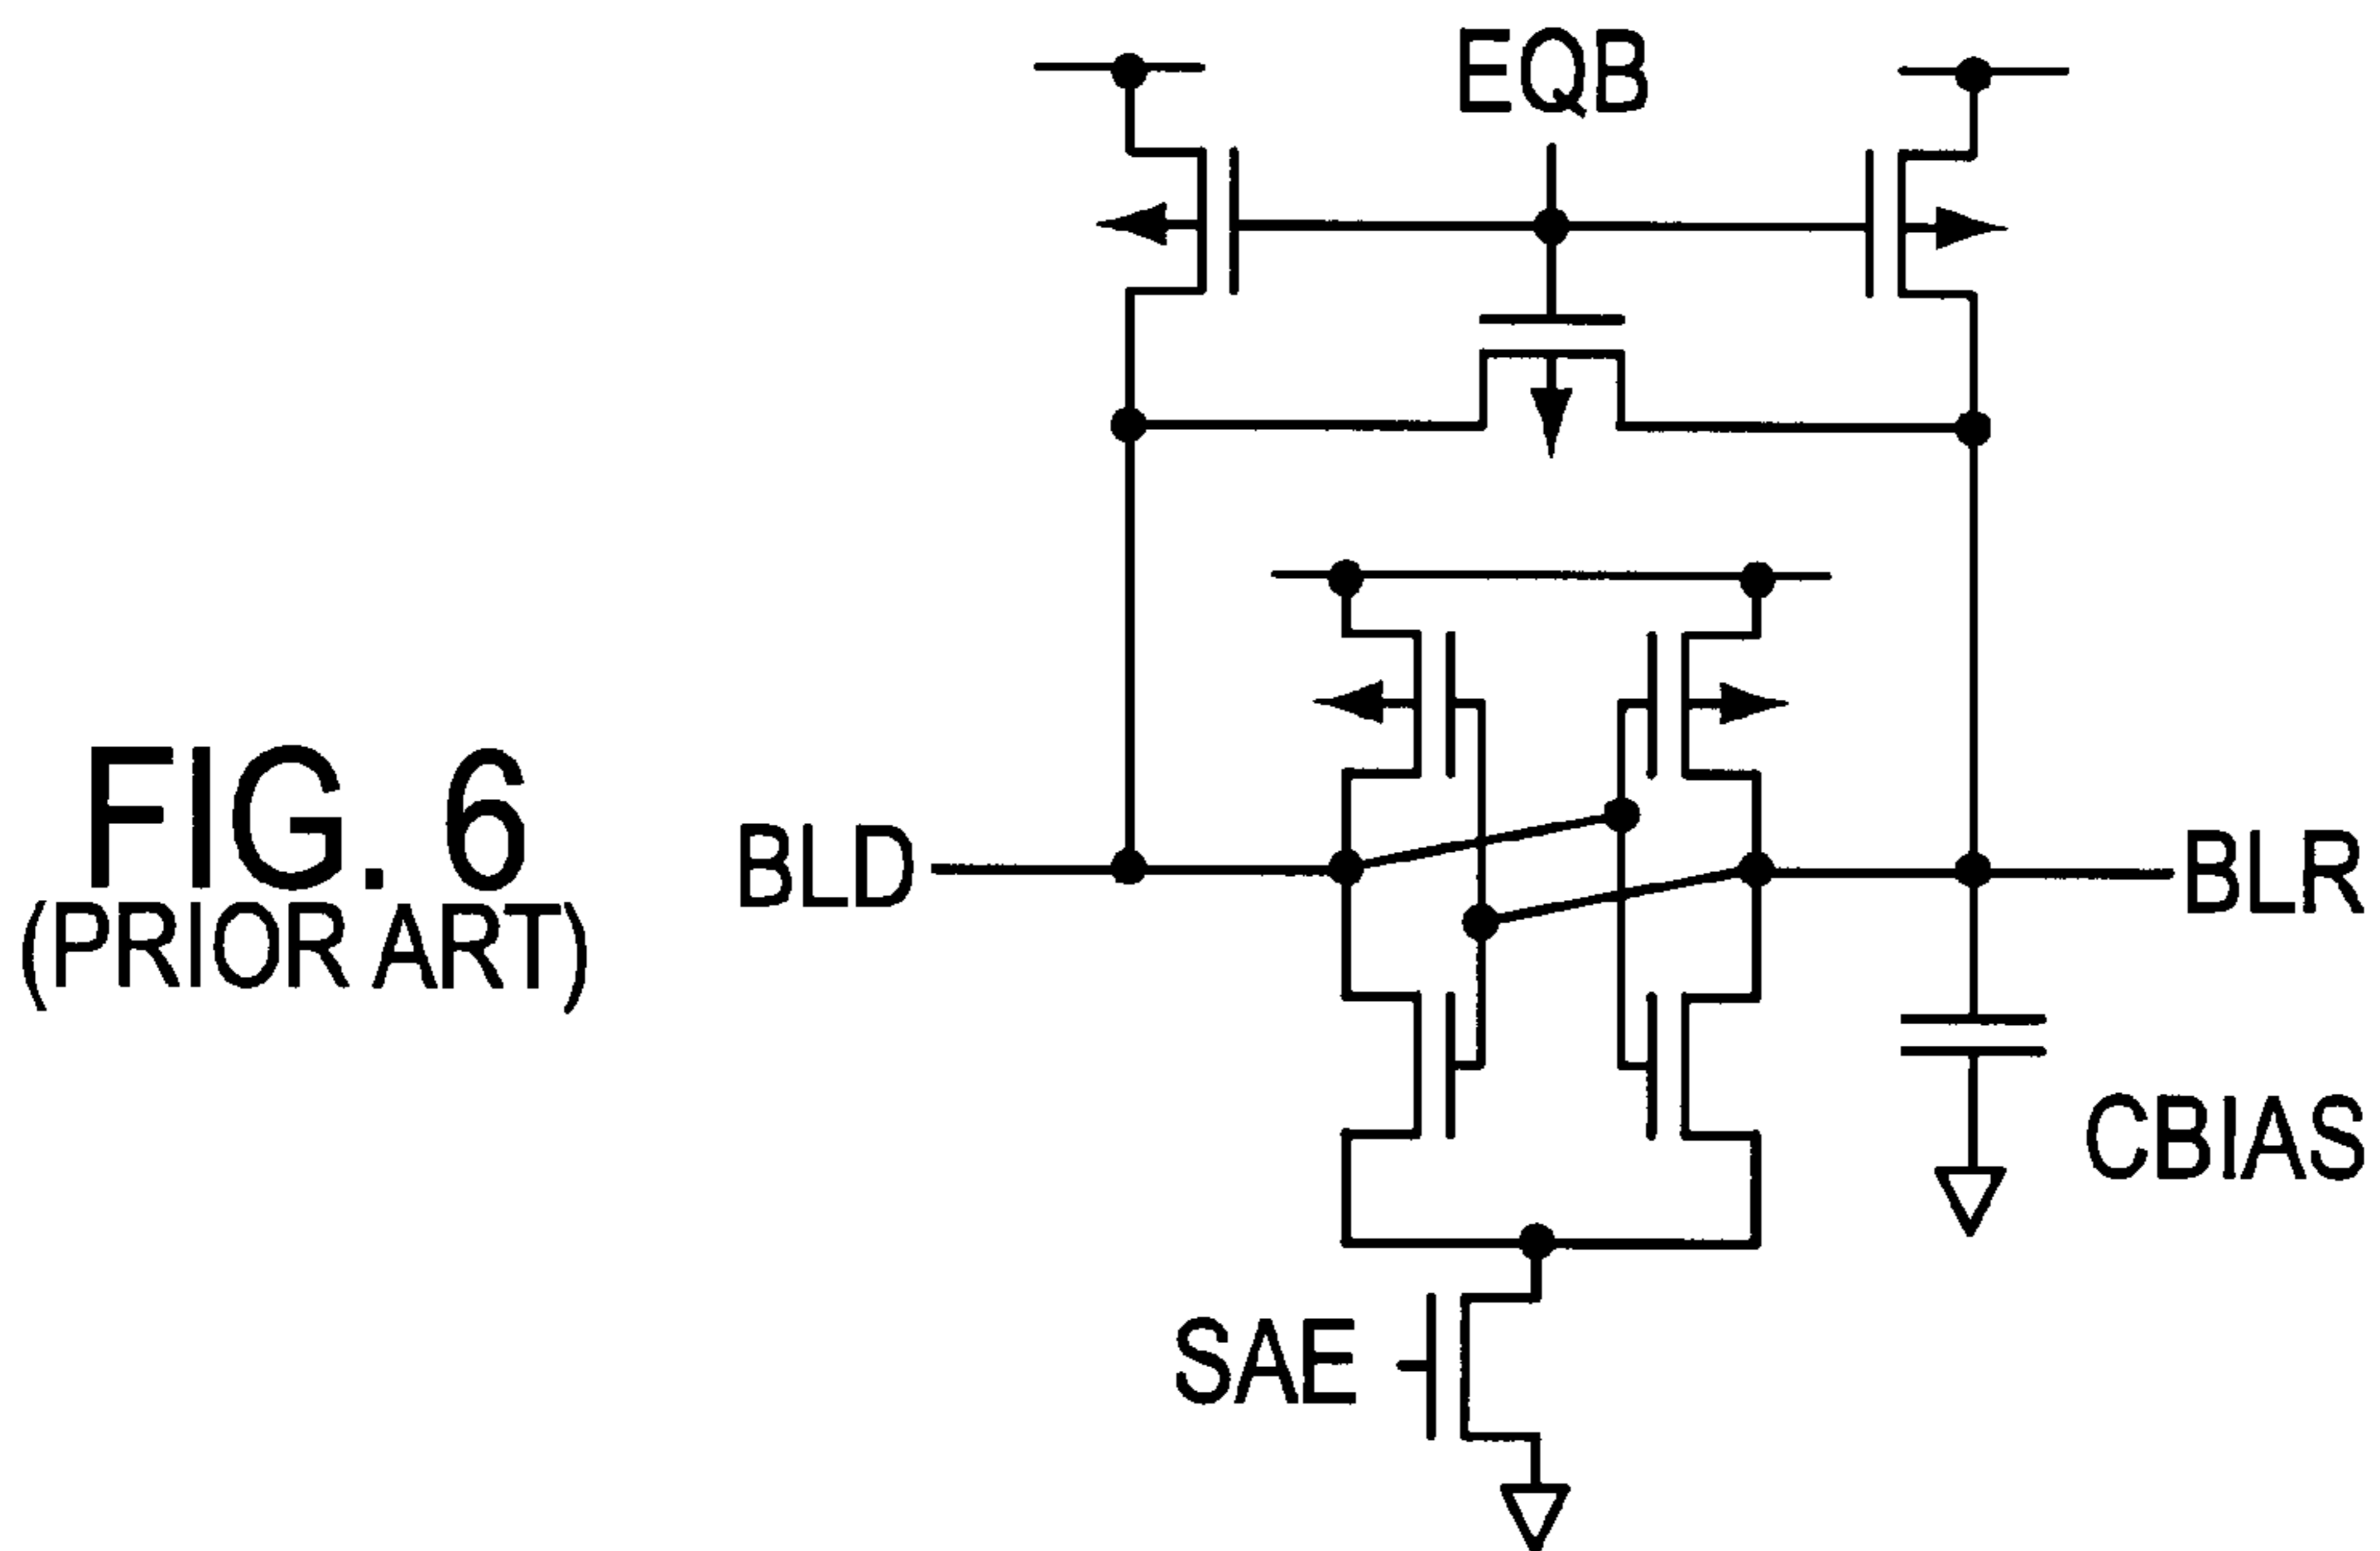 EQB
FIG. 6
(PRIOR ART)
BLD
BLR
CBIAS
SAE